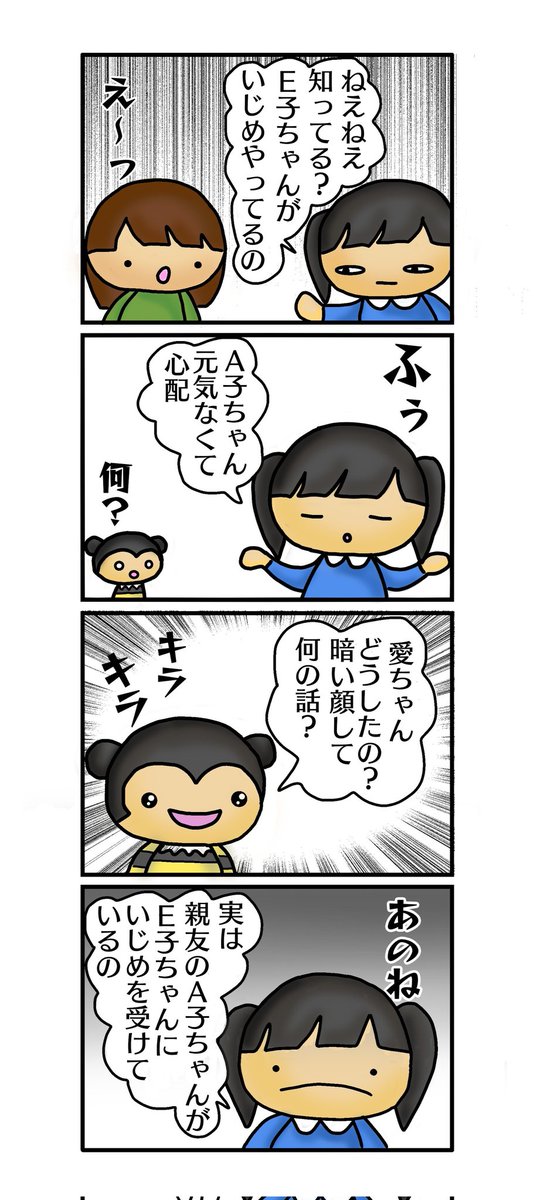 ねえねえ
知ってる?
E子ちゃんが
いじめやってるの
え〜っ
ふぅ
A子ちゃん
元気なくて
心配
何?
愛ちゃん
どうしたの?
暗い顔して
何の話?
キラ
キラ
あのね
実は
親友のA子ちゃんが
E子ちゃんに
いじめを受けて
いるの